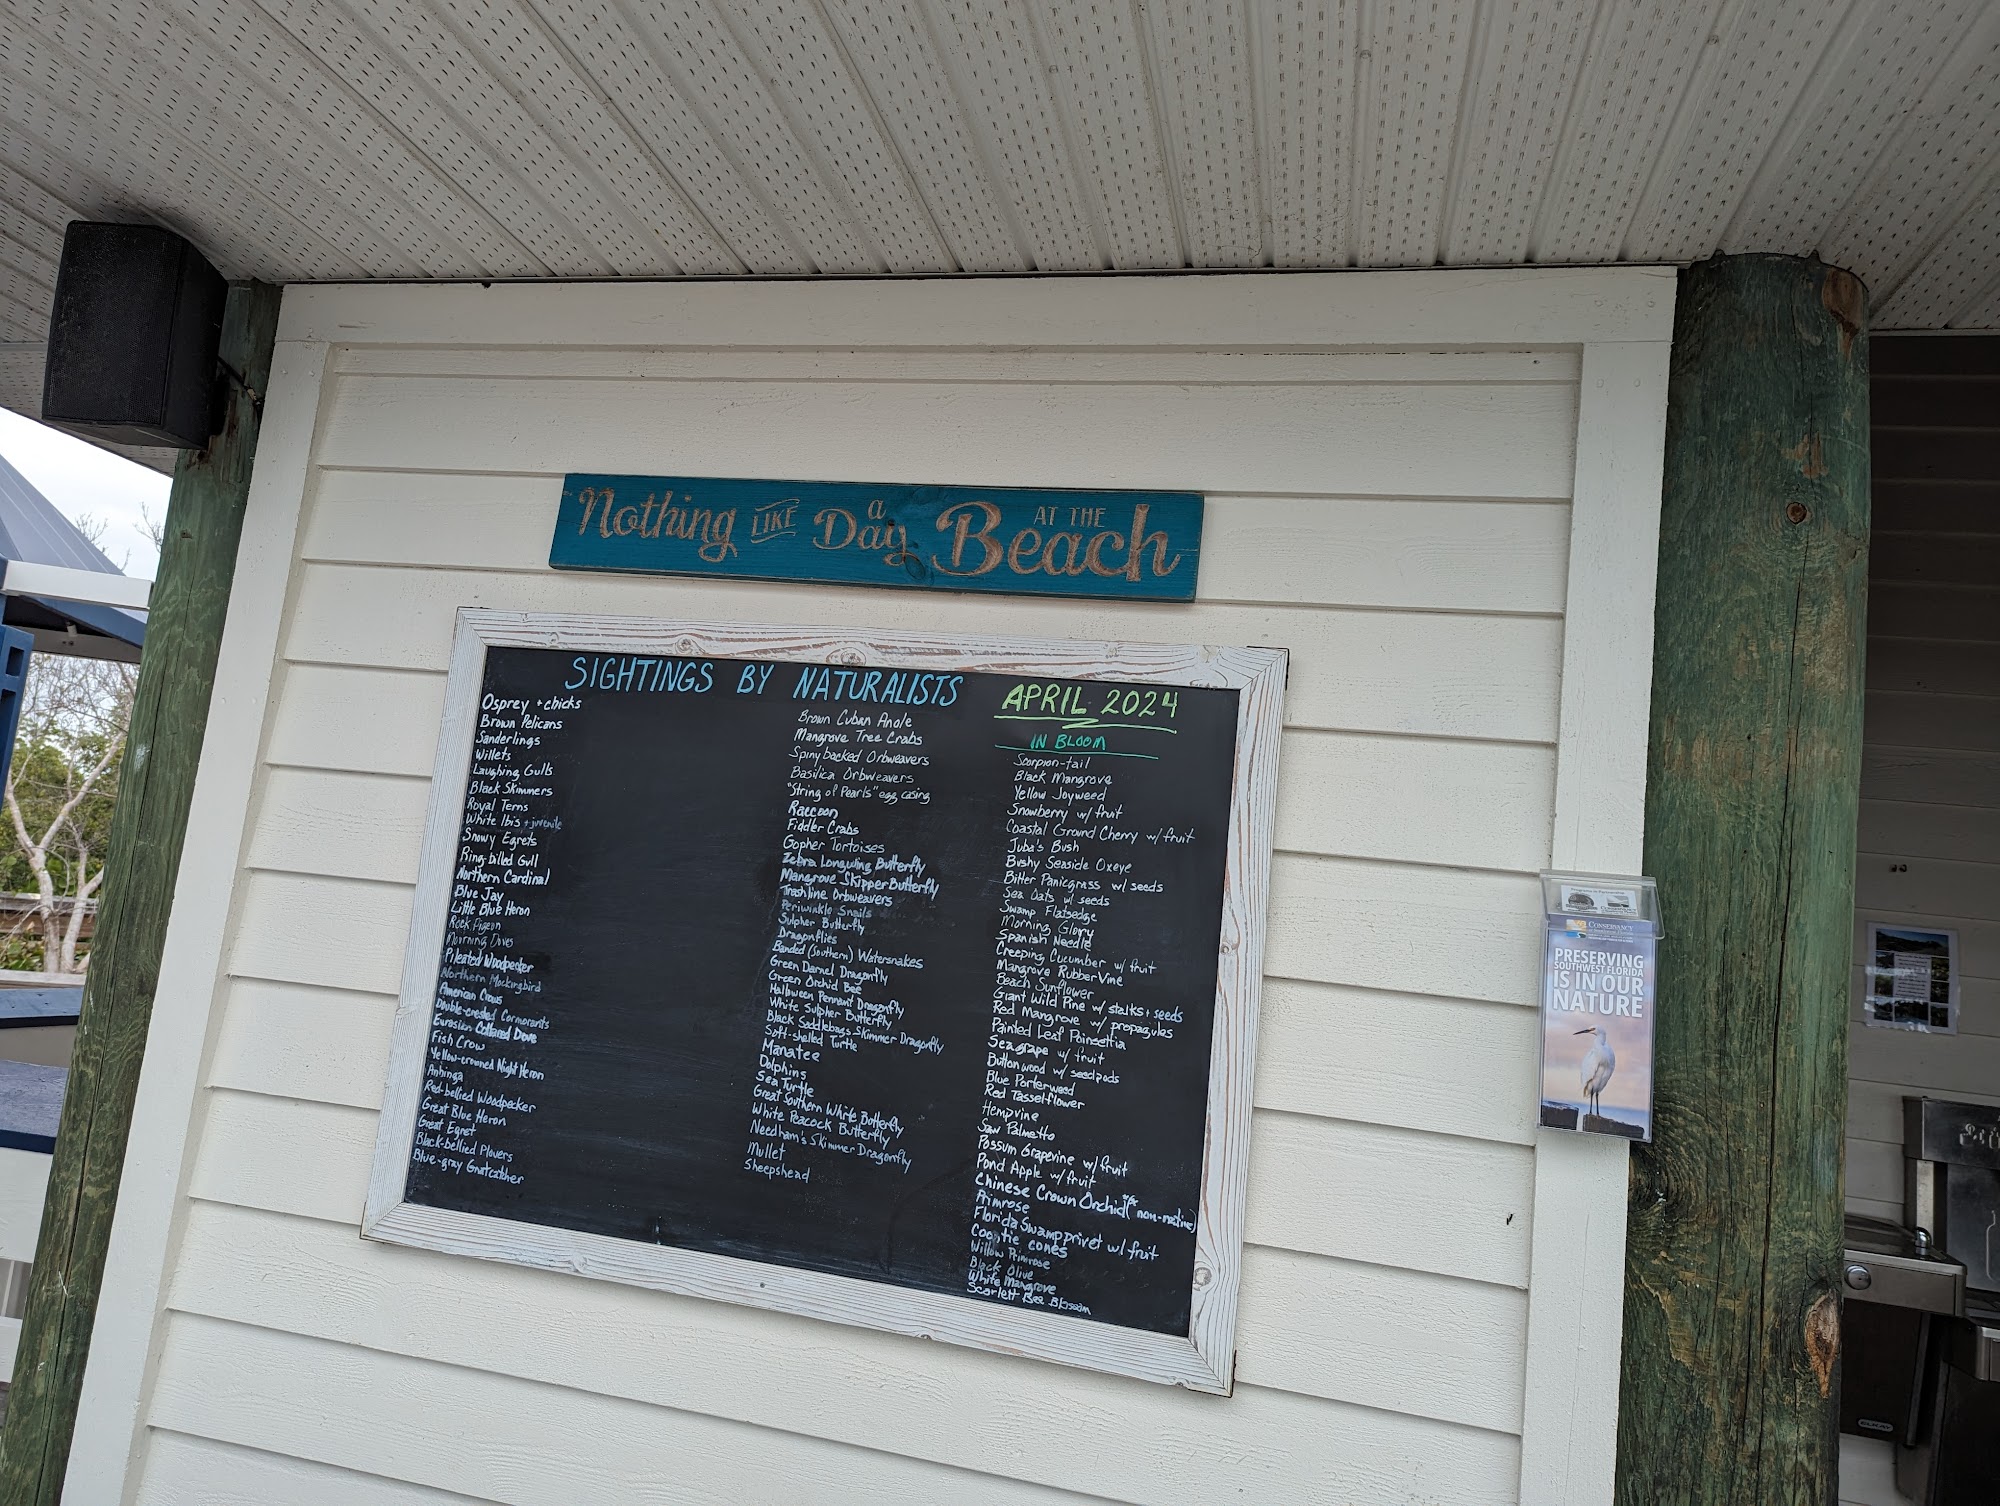 Nothing LIKE a Day AT THE Beach
SIGHTINGS BY NATURALISTS
APRIL 2024
Osprey + chicks
Brown Pelicans
Sanderlings
Willets
Laughing Gulls
Black Skimmers
Royal Terns
White Ibis + juvenile
Snowy Egrets
Ring-billed Gull
Northern Cardinal
Blue Jay
Little Blue Heron
Rock Pigeon
Mourning Doves
Pileated Woodpecker
Northern Mockingbird
American Crows
Double-crested Cormorants
Eurasian Collared Dove
Fish Crow
Yellow-crowned Night Heron
Anhinga
Red-bellied Woodpecker
Great Blue Heron
Great Egret
Black-bellied Plovers
Blue-gray Gnatcatcher
Brown Cuban Anole
Mangrove Tree Crabs
Spinybacked Orbweavers
Basilica Orbweavers
"String of Pearls" egg casing
Raccoon
Fiddler Crabs
Gopher Tortoises
Zebra Longwing Butterfly
Mangrove Skipper Butterfly
Trashline Orbweavers
Periwinkle Snails
Sulpher Butterfly
Dragonflies
Banded (Southern) Watersnakes
Green Darnel Dragonfly
Green Orchid Bee
Halloween Pennant Dragonfly
White Sulpher Butterfly
Black Saddlebags Skimmer Dragonfly
Soft-shelled Turtle
Manatee
Dolphins
Sea Turtle
Great Southern White Butterfly
White Peacock Butterfly
Needham's Skimmer Dragonfly
Mullet
Sheepshead
IN BLOOM
Scorpion-tail
Black Mangrove
Yellow Joyweed
Snowberry w/ fruit
Coastal Ground Cherry w/ fruit
Juba's Bush
Bushy Seaside Oxeye
Bitter Panicgrass w/ seeds
Sea Oats w/ seeds
Swamp Flatsedge
Morning Glory
Spanish Needle
Creeping Cucumber w/ fruit
Mangrove RubberVine
Beach Sunflower
Giant Wild Pine w/ stalks + seeds
Red Mangrove w/ propagules
Painted Leaf Poinsettia
Seagrape w/ fruit
Buttonwood w/ seedpods
Blue Porterweed
Red Tasselflower
Hempvine
Saw Palmetto
Possum Grapevine w/ fruit
Pond Apple w/ fruit
Chinese Crown Orchid (non-native)
Primrose
Florida Swampprivet w/ fruit
Coontie cones
Willow Primrose
Black Olive
White Mangrove
Scarlett Bee Blossom
CONSERVANCY
PRESERVING
SOUTHWEST FLORIDA
IS IN OUR
NATURE
ELKAY